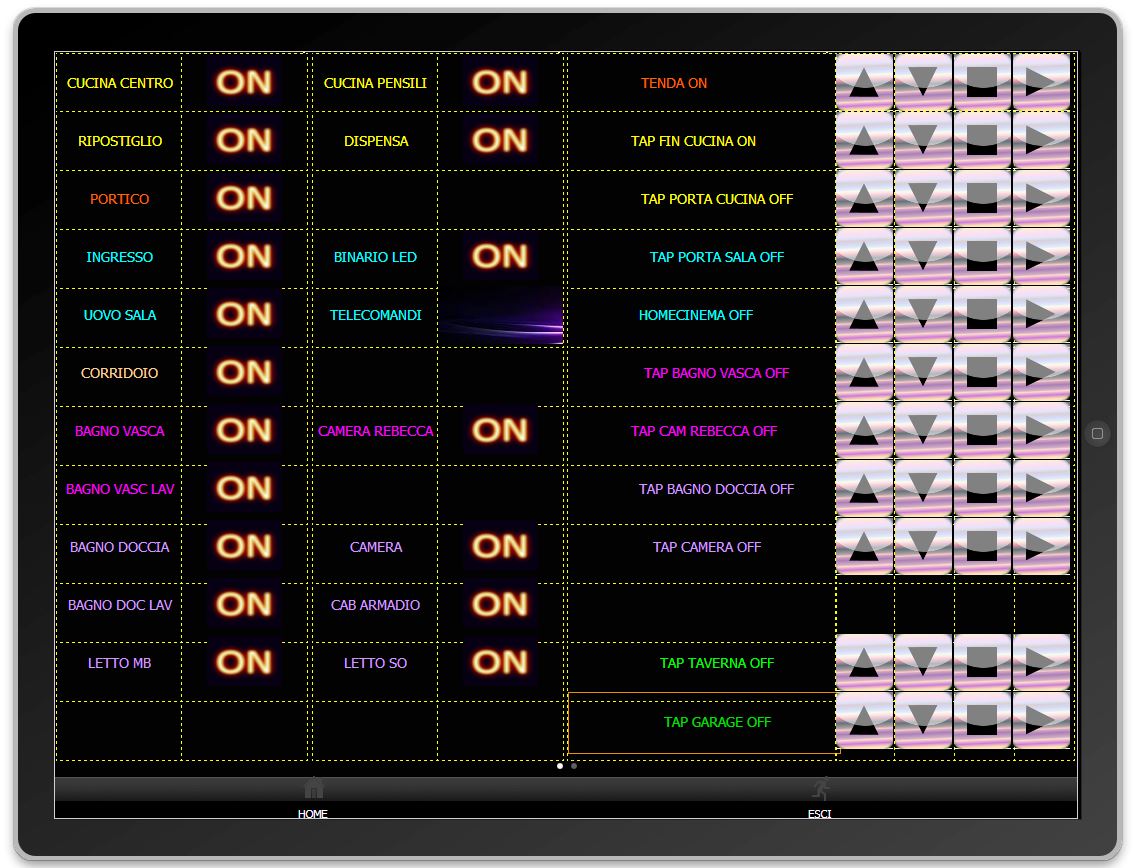 CUCINA CENTRO ON CUCINA PENSILI ON TENDA ON
RIPOSTIGLIO ON DISPENSA ON TAP FIN CUCINA ON
PORTICO ON TAP PORTA CUCINA OFF
INGRESSO ON BINARIO LED ON TAP PORTA SALA OFF
UOVO SALA ON TELECOMANDI HOMECINEMA OFF
CORRIDOIO ON TAP BAGNO VASCA OFF
BAGNO VASCA ON CAMERA REBECCA ON TAP CAM REBECCA OFF
BAGNO VASC LAV ON TAP BAGNO DOCCIA OFF
BAGNO DOCCIA ON CAMERA ON TAP CAMERA OFF
BAGNO DOC LAV ON CAB ARMADIO ON
LETTO MB ON LETTO SO ON TAP TAVERNA OFF
TAP GARAGE OFF
HOME ESCI